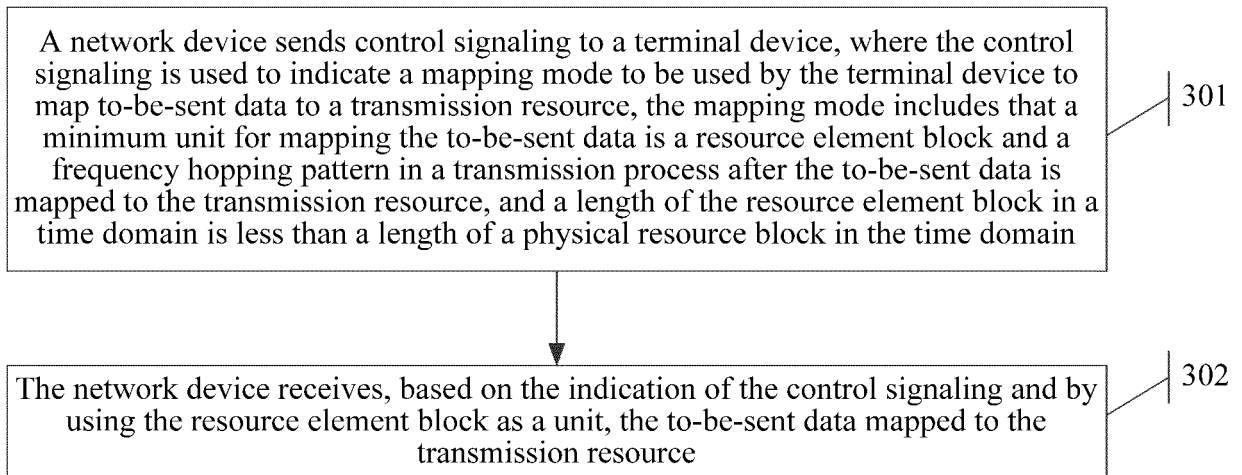 A network device sends control signaling to a terminal device, where the control
signaling is used to indicate a mapping mode to be used by the terminal device to
map to-be-sent data to a transmission resource, the mapping mode includes that a
minimum unit for mapping the to-be-sent data is a resource element block and a
frequency hopping pattern in a transmission process after the to-be-sent data is
mapped to the transmission resource, and a length of the resource element block in a
time domain is less than a length of a physical resource block in the time domain
301
The network device receives, based on the indication of the control signaling and by
using the resource element block as a unit, the to-be-sent data mapped to the
transmission resource
302